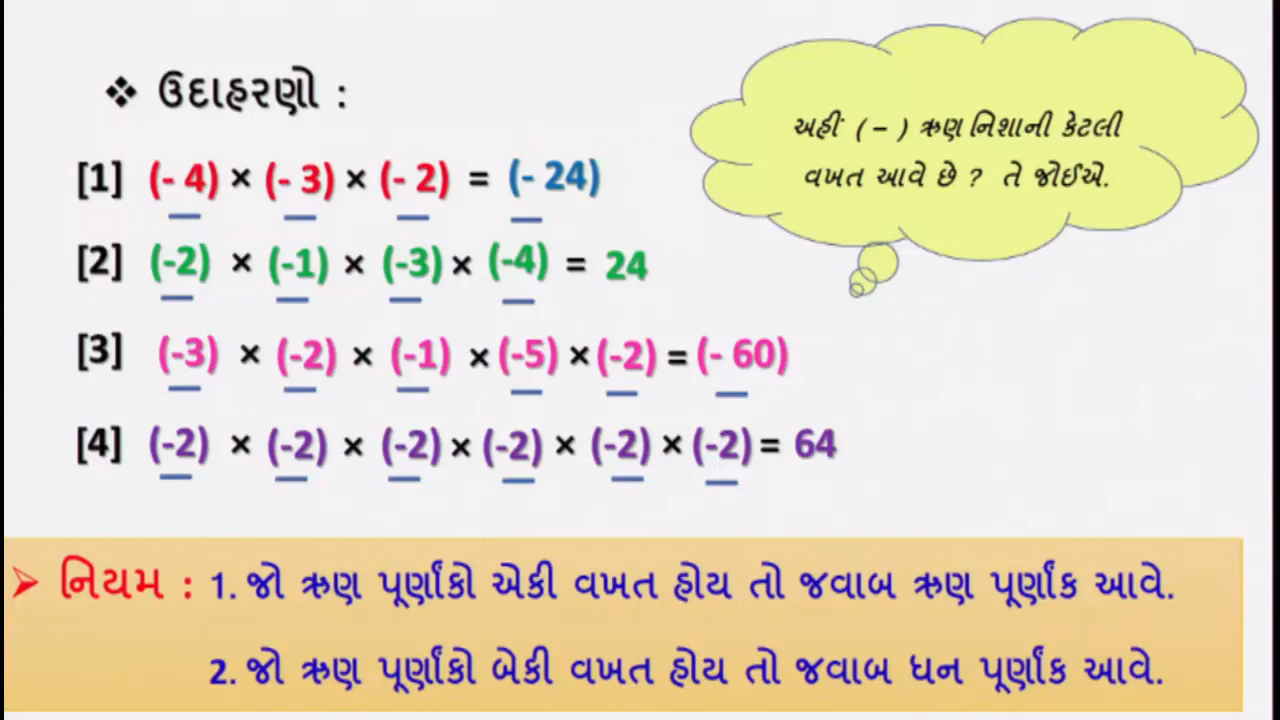 ❖ ઉદાહરણો :
અહીં ( – ) ઋણ નિશાની કેટલી
વખત આવે છે ? તે જોઈએ.
[1] (- 4) × (- 3) × (- 2) = (- 24)
[2] (-2) × (-1) × (-3) × (-4) = 24
[3] (-3) × (-2) × (-1) × (-5) × (-2) = (- 60)
[4] (-2) × (-2) × (-2) × (-2) × (-2) × (-2) = 64
➢ નિયમ : 1. જો ઋણ પૂર્ણાંકો એકી વખત હોય તો જવાબ ઋણ પૂર્ણાંક આવે.
2. જો ઋણ પૂર્ણાંકો બેકી વખત હોય તો જવાબ ધન પૂર્ણાંક આવે.